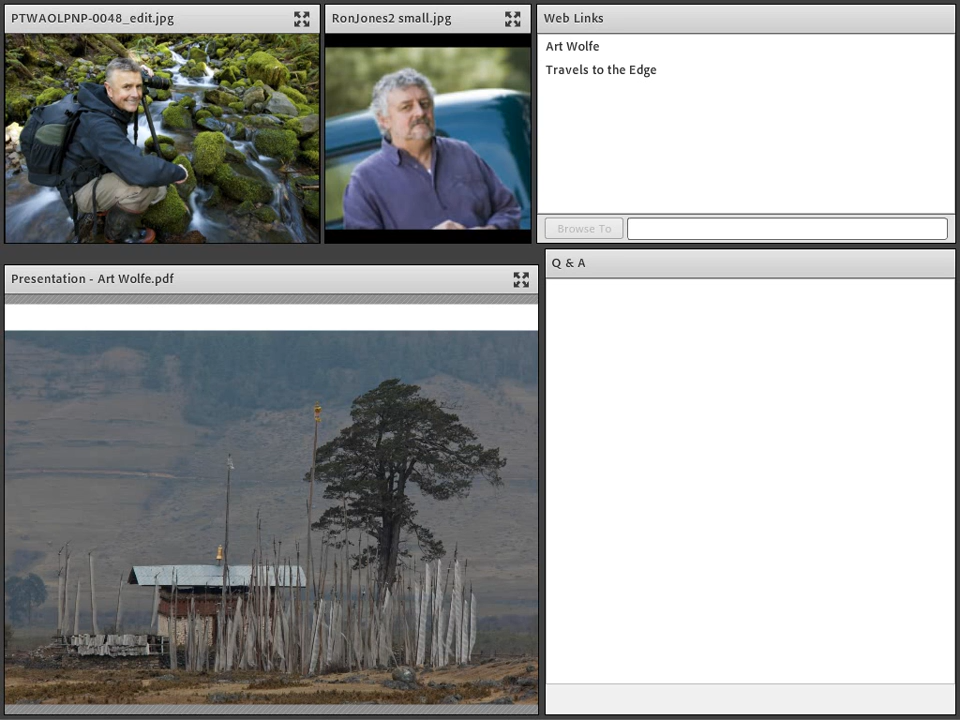 PTWAOLPNP-0048_edit.jpg
RonJones2 small.jpg
Web Links
Art Wolfe
Travels to the Edge
Browse To
Presentation - Art Wolfe.pdf
Q & A